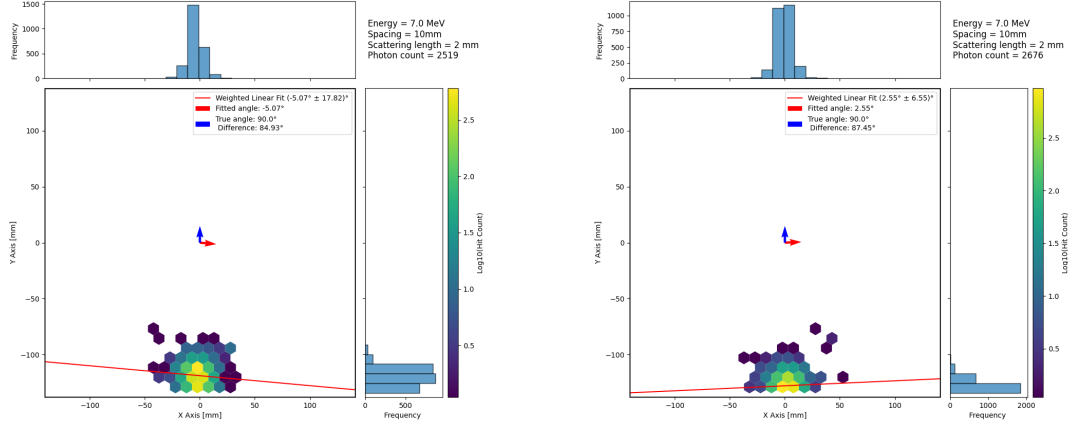 1500
1000
500
0
Frequency
Energy = 7.0 MeV
Spacing = 10mm
Scattering length = 2 mm
Photon count = 2519
Weighted Linear Fit (-5.07° ± 17.82)°
Fitted angle: -5.07°
True angle: 90.0°
Difference: 84.93°
100
50
0
−50
−100
Y Axis [mm]
−100
−50
0
50
100
X Axis [mm]
0
500
Frequency
2.5
2.0
1.5
1.0
0.5
Log10(Hit Count)
1000
750
500
250
0
Frequency
Energy = 7.0 MeV
Spacing = 10mm
Scattering length = 2 mm
Photon count = 2676
Weighted Linear Fit (2.55° ± 6.55)°
Fitted angle: 2.55°
True angle: 90.0°
Difference: 87.45°
100
50
0
−50
−100
Y Axis [mm]
−100
−50
0
50
100
X Axis [mm]
0
1000
2000
Frequency
2.5
2.0
1.5
1.0
0.5
Log10(Hit Count)